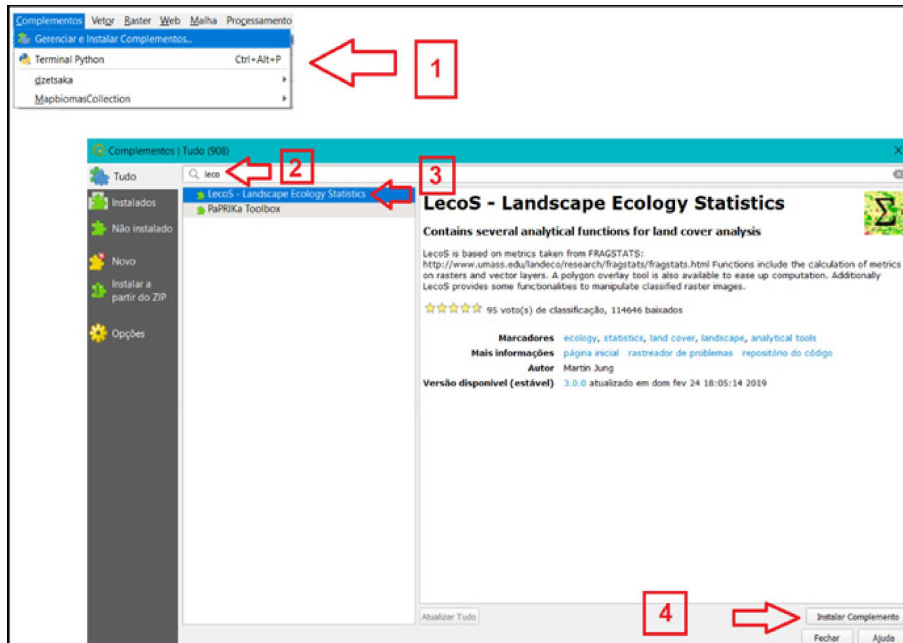 Complementos Vetor Raster Web Malha Processamento
Gerenciar e Instalar Complementos...
Terminal Python Ctrl+Alt+P
dzetsaka
MapbiomasCollection
1
Complementos | Tudo (908)
Tudo
leco
2
Instalados
Não instalado
Novo
Instalar a
partir do ZIP
Opções
LecoS - Landscape Ecology Statistics
3
PaPRIKa Toolbox
LecoS - Landscape Ecology Statistics
Contains several analytical functions for land cover analysis
LecoS is based on metrics taken from FRAGSTATS:
http://www.umass.edu/landeco/research/fragstats/fragstats.html Functions include the calculation of metrics
on rasters and vector layers. A polygon overlay tool is also available to ease up computation. Additionally
LecoS provides some functionalities to manipulate classified raster images.
95 voto(s) de classificação, 114646 baixados
Marcadores ecology, statistics, land cover, landscape, analytical tools
Mais informações página inicial rastreador de problemas repositório do código
Autor Martin Jung
Versão disponível (estável) 3.0.0 atualizado em dom fev 24 18:05:14 2019
Atualizar Tudo
4
Instalar Complemento
Fechar Ajuda